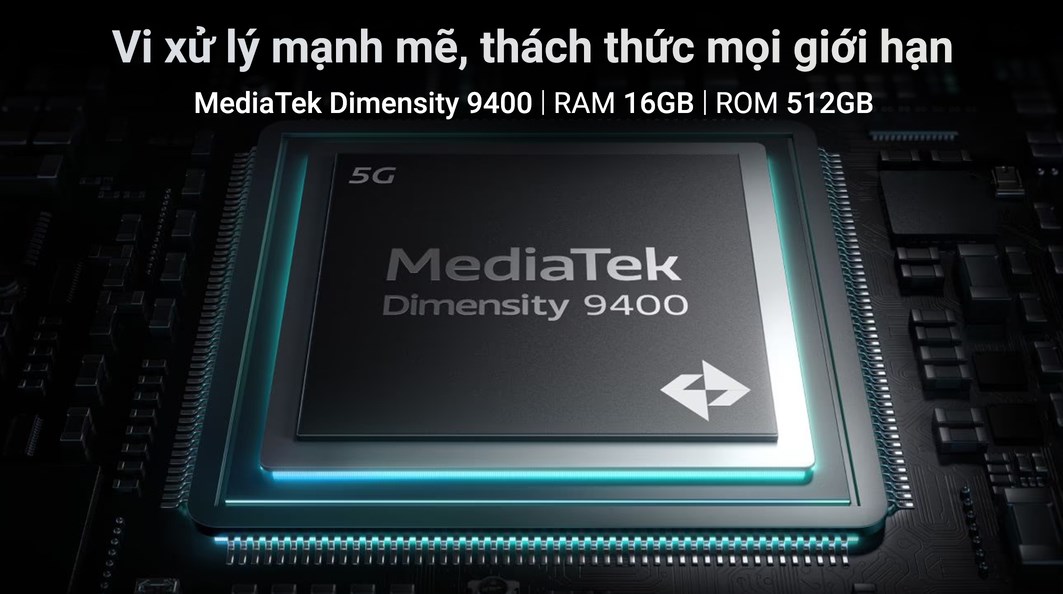 Vi xử lý mạnh mẽ, thách thức mọi giới hạn
MediaTek Dimensity 9400 | RAM 16GB | ROM 512GB
5G
MediaTek
Dimensity 9400